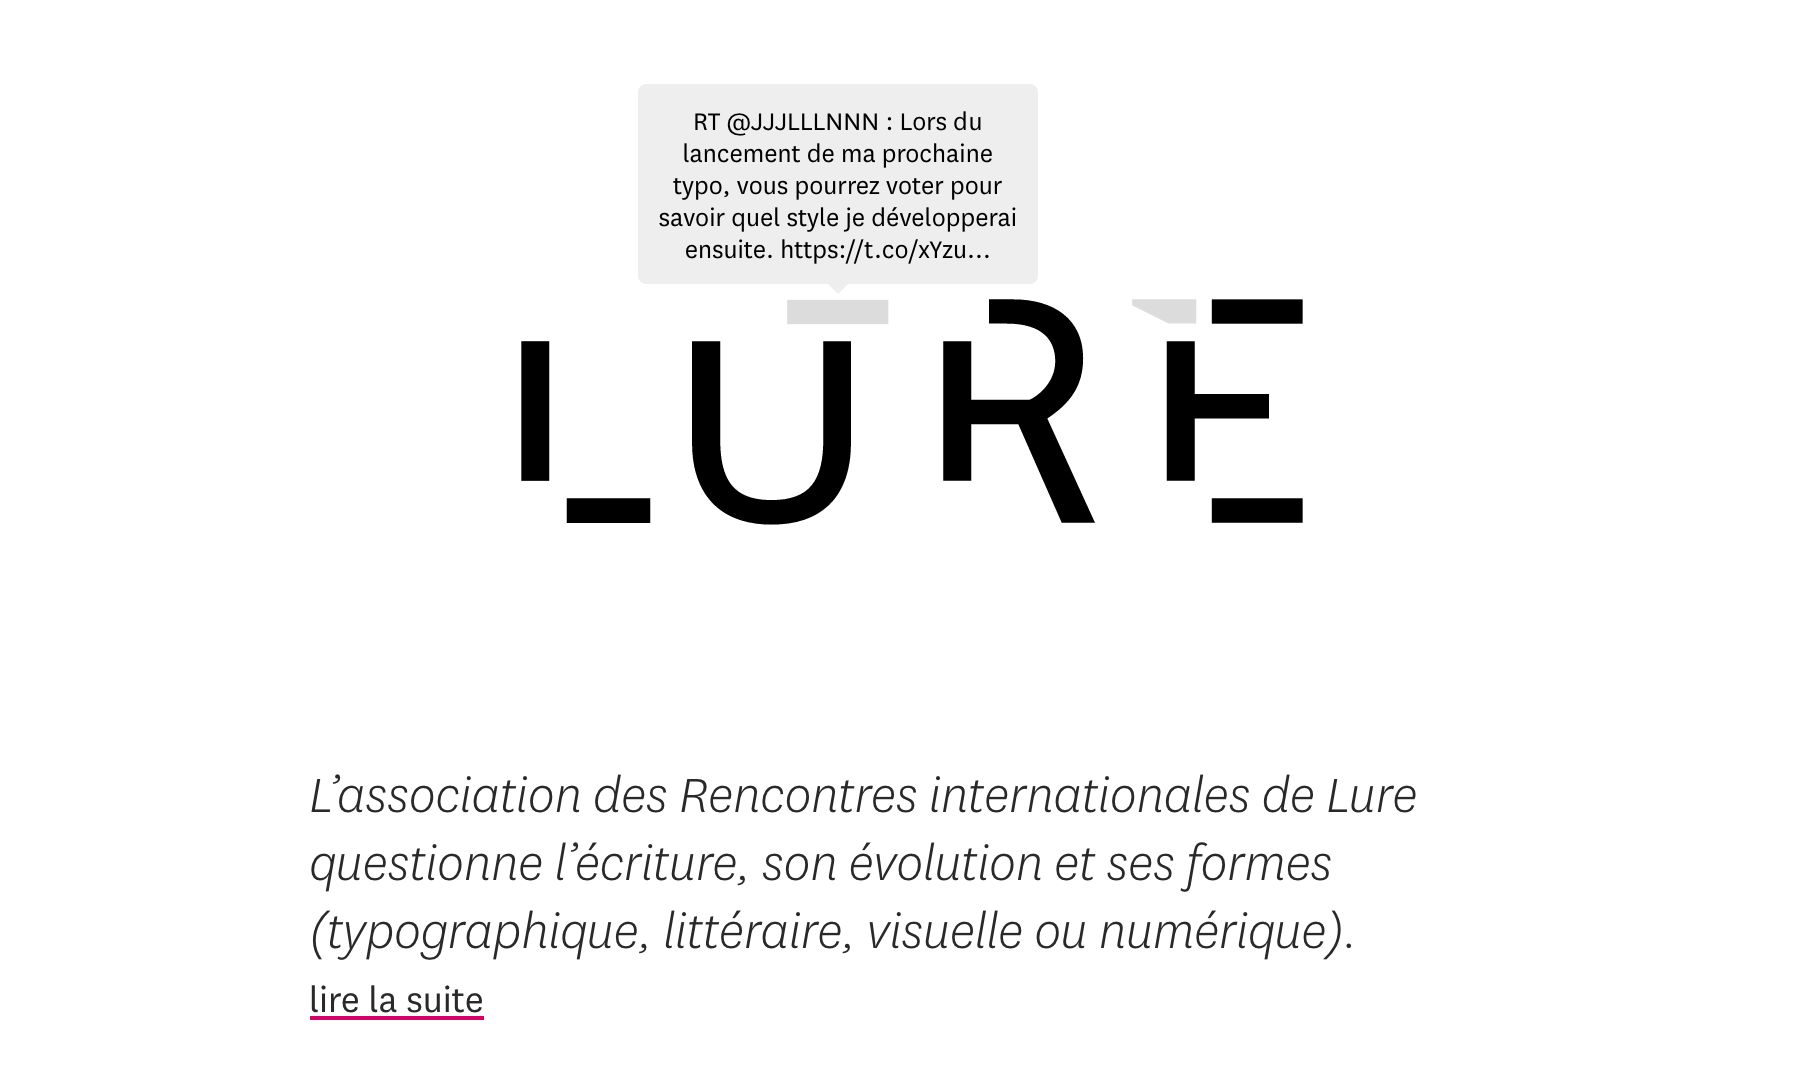 RT @JJJLLLNNN : Lors du
lancement de ma prochaine
typo, vous pourrez voter pour
savoir quel style je développerai
ensuite. https://t.co/xYzu…
LURE
L’association des Rencontres internationales de Lure
questionne l’écriture, son évolution et ses formes
(typographique, littéraire, visuelle ou numérique).
lire la suite